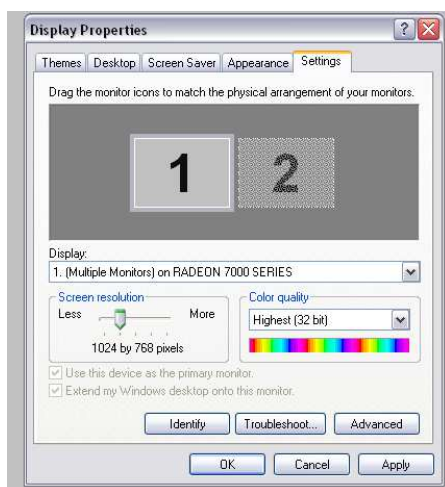 Display Properties
Themes Desktop Screen Saver Appearance Settings
Drag the monitor icons to match the physical arrangement of your monitors.
1 2
Display:
1. (Multiple Monitors) on RADEON 7000 SERIES
Screen resolution Color quality
Less More Highest (32 bit)
1024 by 768 pixels
Use this device as the primary monitor.
Extend my Windows desktop onto this monitor.
Identify Troubleshoot... Advanced
OK Cancel Apply